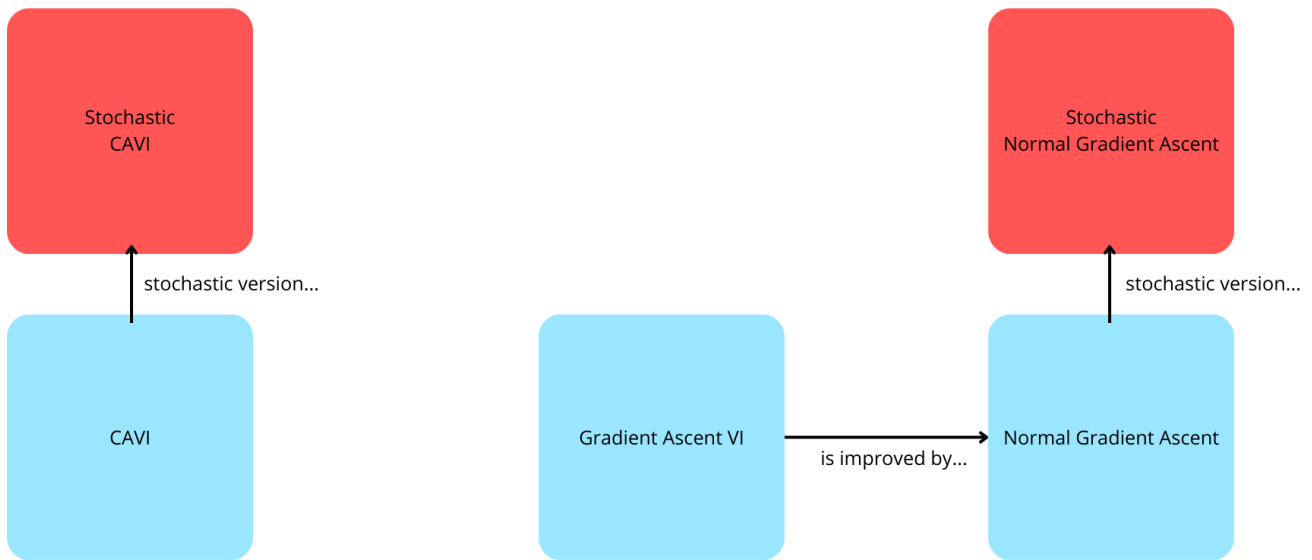 Stochastic
CAVI
Stochastic
Normal Gradient Ascent
stochastic version...
stochastic version...
CAVI
Gradient Ascent VI
is improved by...
Normal Gradient Ascent